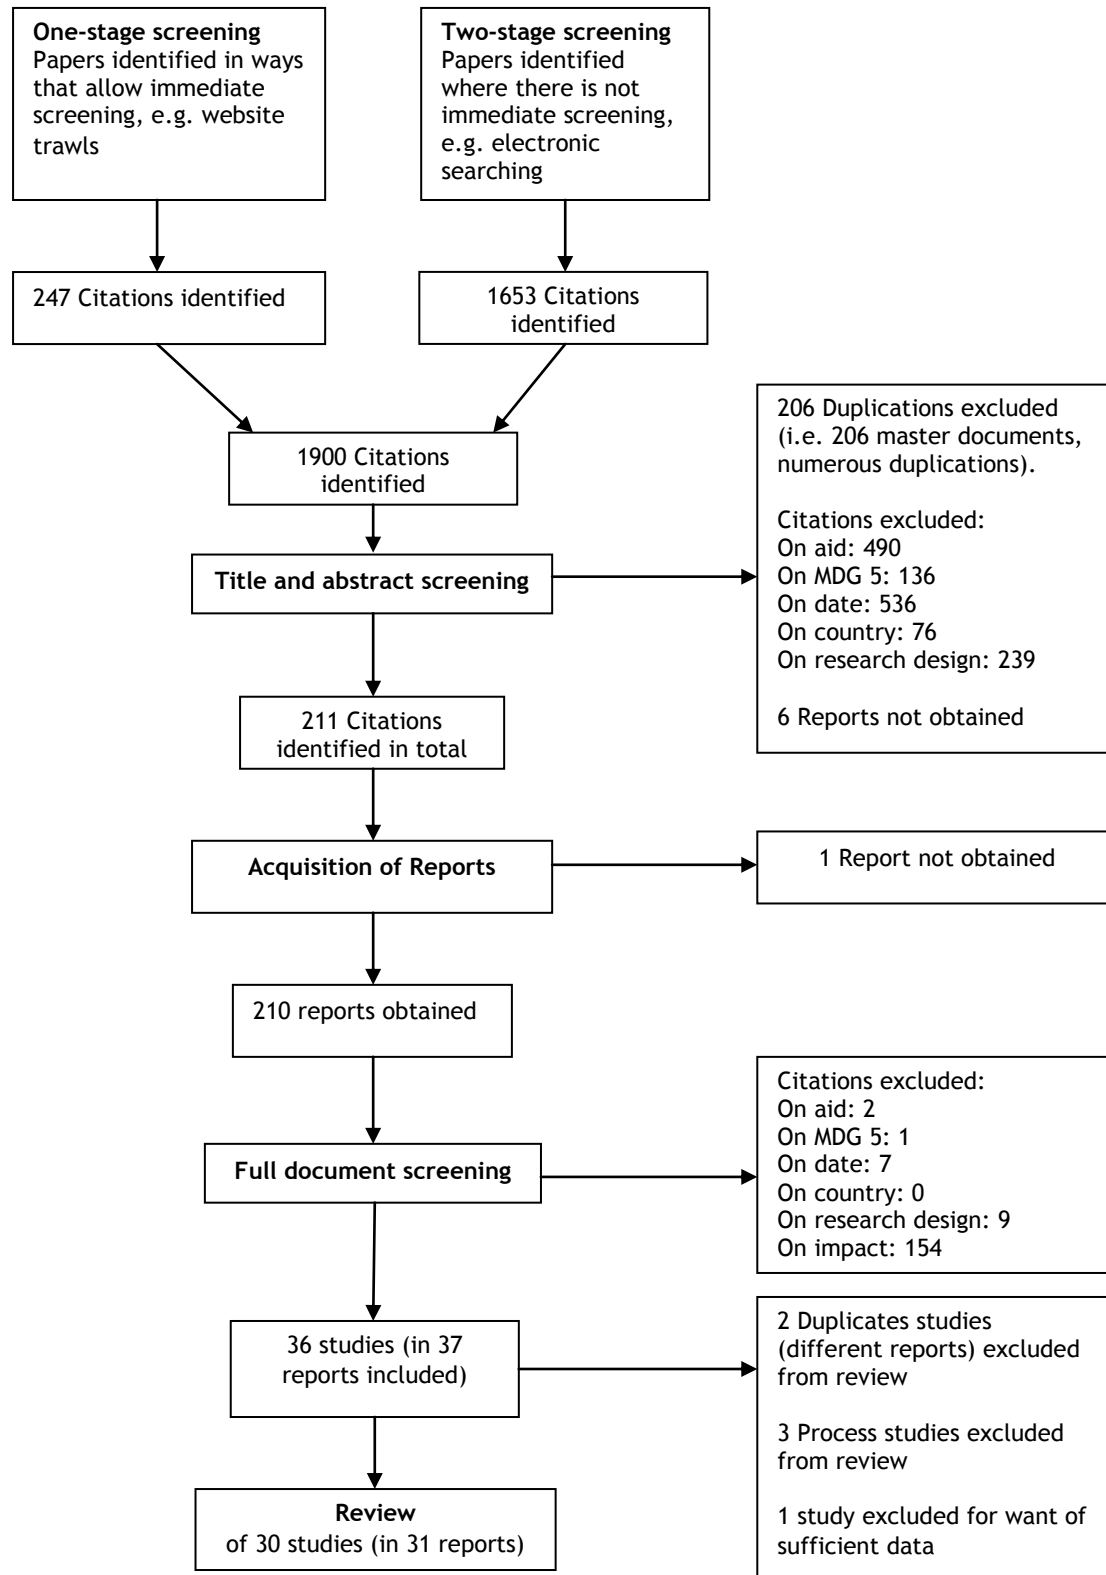 One-stage screening
Papers identified in ways
that allow immediate
screening, e.g. website
trawls
Two-stage screening
Papers identified
where there is not
immediate screening,
e.g. electronic
searching
247 Citations identified
1653 Citations
identified
1900 Citations
identified
206 Duplications excluded
(i.e. 206 master documents,
numerous duplications).
Citations excluded:
On aid: 490
On MDG 5: 136
On date: 536
On country: 76
On research design: 239
6 Reports not obtained
Title and abstract screening
211 Citations
identified in total
Acquisition of Reports
1 Report not obtained
210 reports obtained
Citations excluded:
On aid: 2
On MDG 5: 1
On date: 7
On country: 0
On research design: 9
On impact: 154
Full document screening
36 studies (in 37
reports included)
2 Duplicates studies
(different reports) excluded
from review
3 Process studies excluded
from review
1 study excluded for want of
sufficient data
Review
of 30 studies (in 31 reports)